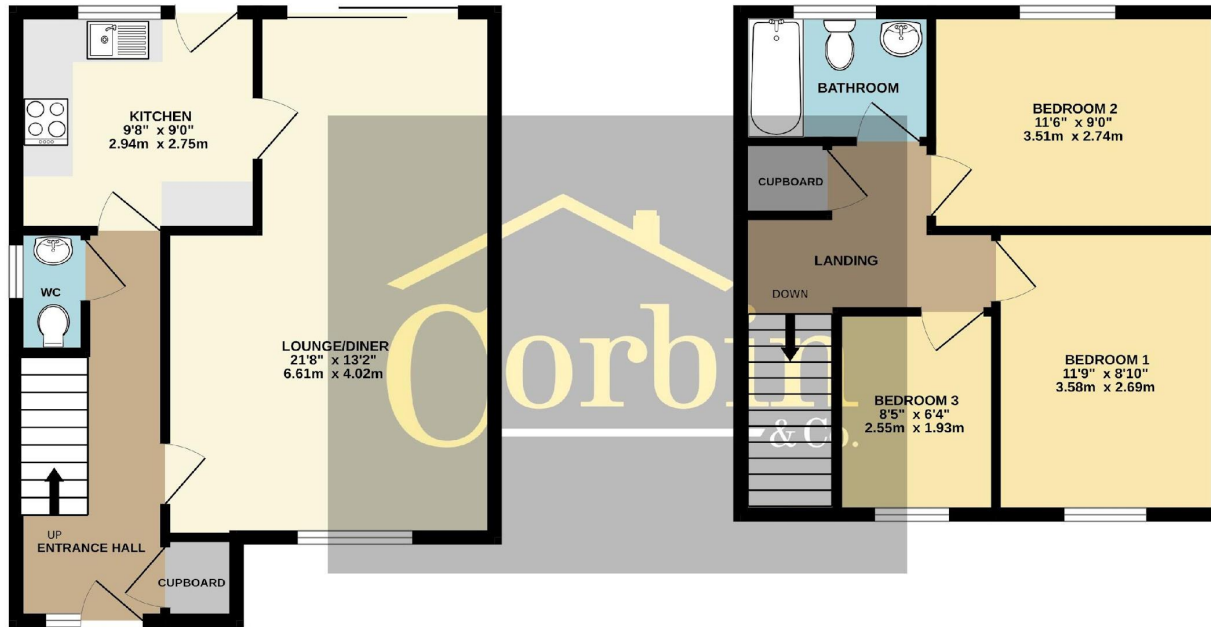 KITCHEN
9'8" x 9'0"
2.94m x 2.75m
WC
LOUNGE/DINER
21'8" x 13'2"
6.61m x 4.02m
UP
ENTRANCE HALL
CUPBOARD
BATHROOM
BEDROOM 2
11'6" x 9'0"
3.51m x 2.74m
CUPBOARD
LANDING
DOWN
BEDROOM 1
11'9" x 8'10"
3.58m x 2.69m
BEDROOM 3
8'5" x 6'4"
2.55m x 1.93m
Corbin
& Co.